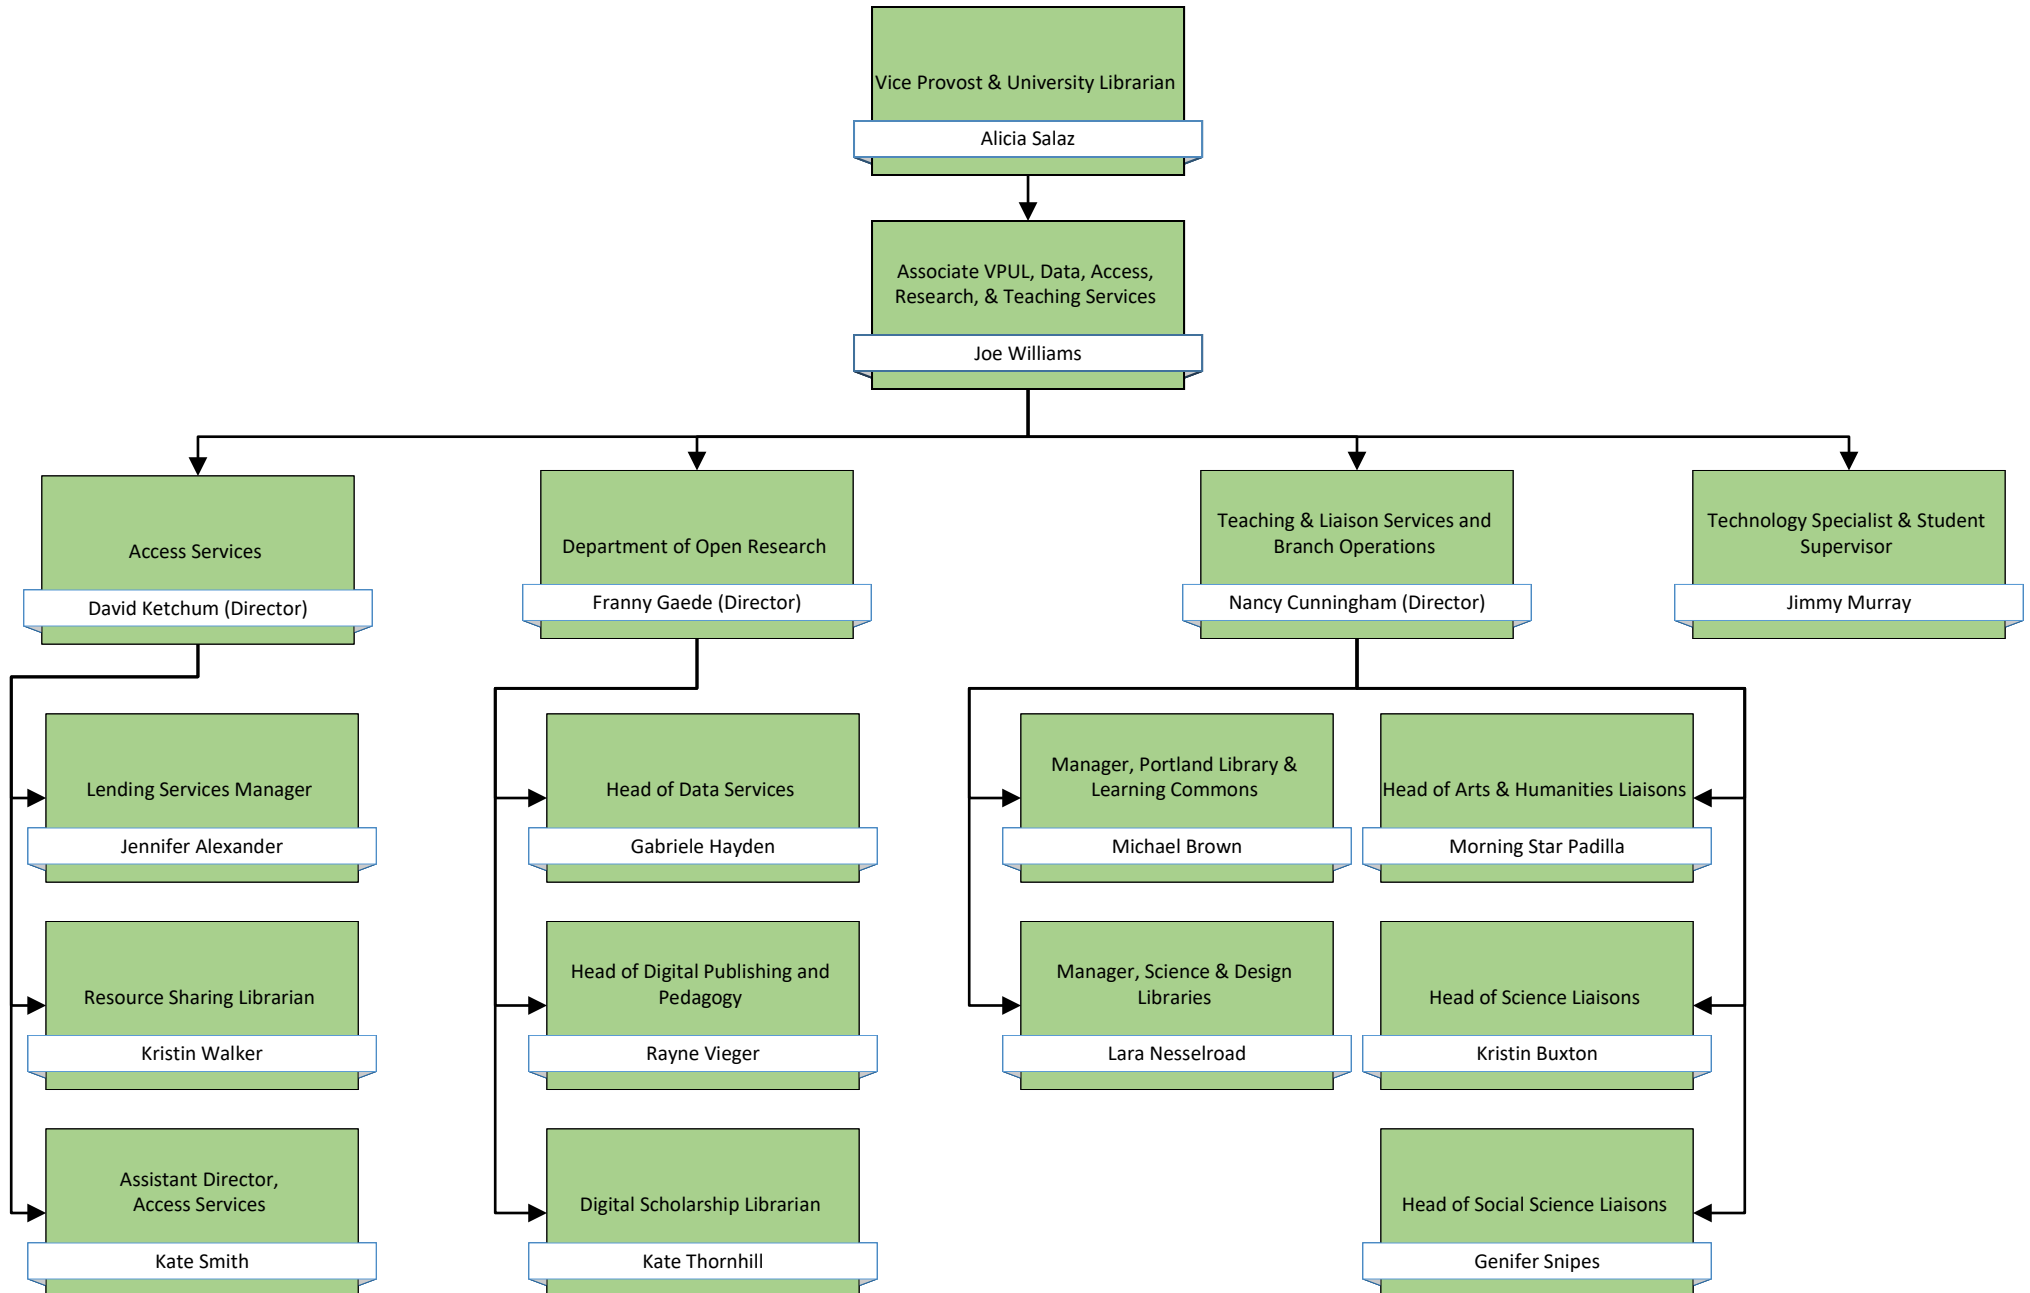 Vice Provost & University Librarian
Alicia Salaz
Associate VPUL, Data, Access,
Research, & Teaching Services
Joe Williams
Access Services
David Ketchum (Director)
Department of Open Research
Franny Gaede (Director)
Teaching & Liaison Services and
Branch Operations
Nancy Cunningham (Director)
Technology Specialist & Student
Supervisor
Jimmy Murray
Lending Services Manager
Jennifer Alexander
Head of Data Services
Gabriele Hayden
Manager, Portland Library &
Learning Commons
Michael Brown
Head of Arts & Humanities Liaisons
Morning Star Padilla
Resource Sharing Librarian
Kristin Walker
Head of Digital Publishing and
Pedagogy
Rayne Vieger
Manager, Science & Design
Libraries
Lara Nesselroad
Head of Science Liaisons
Kristin Buxton
Assistant Director,
Access Services
Kate Smith
Digital Scholarship Librarian
Kate Thornhill
Head of Social Science Liaisons
Genifer Snipes